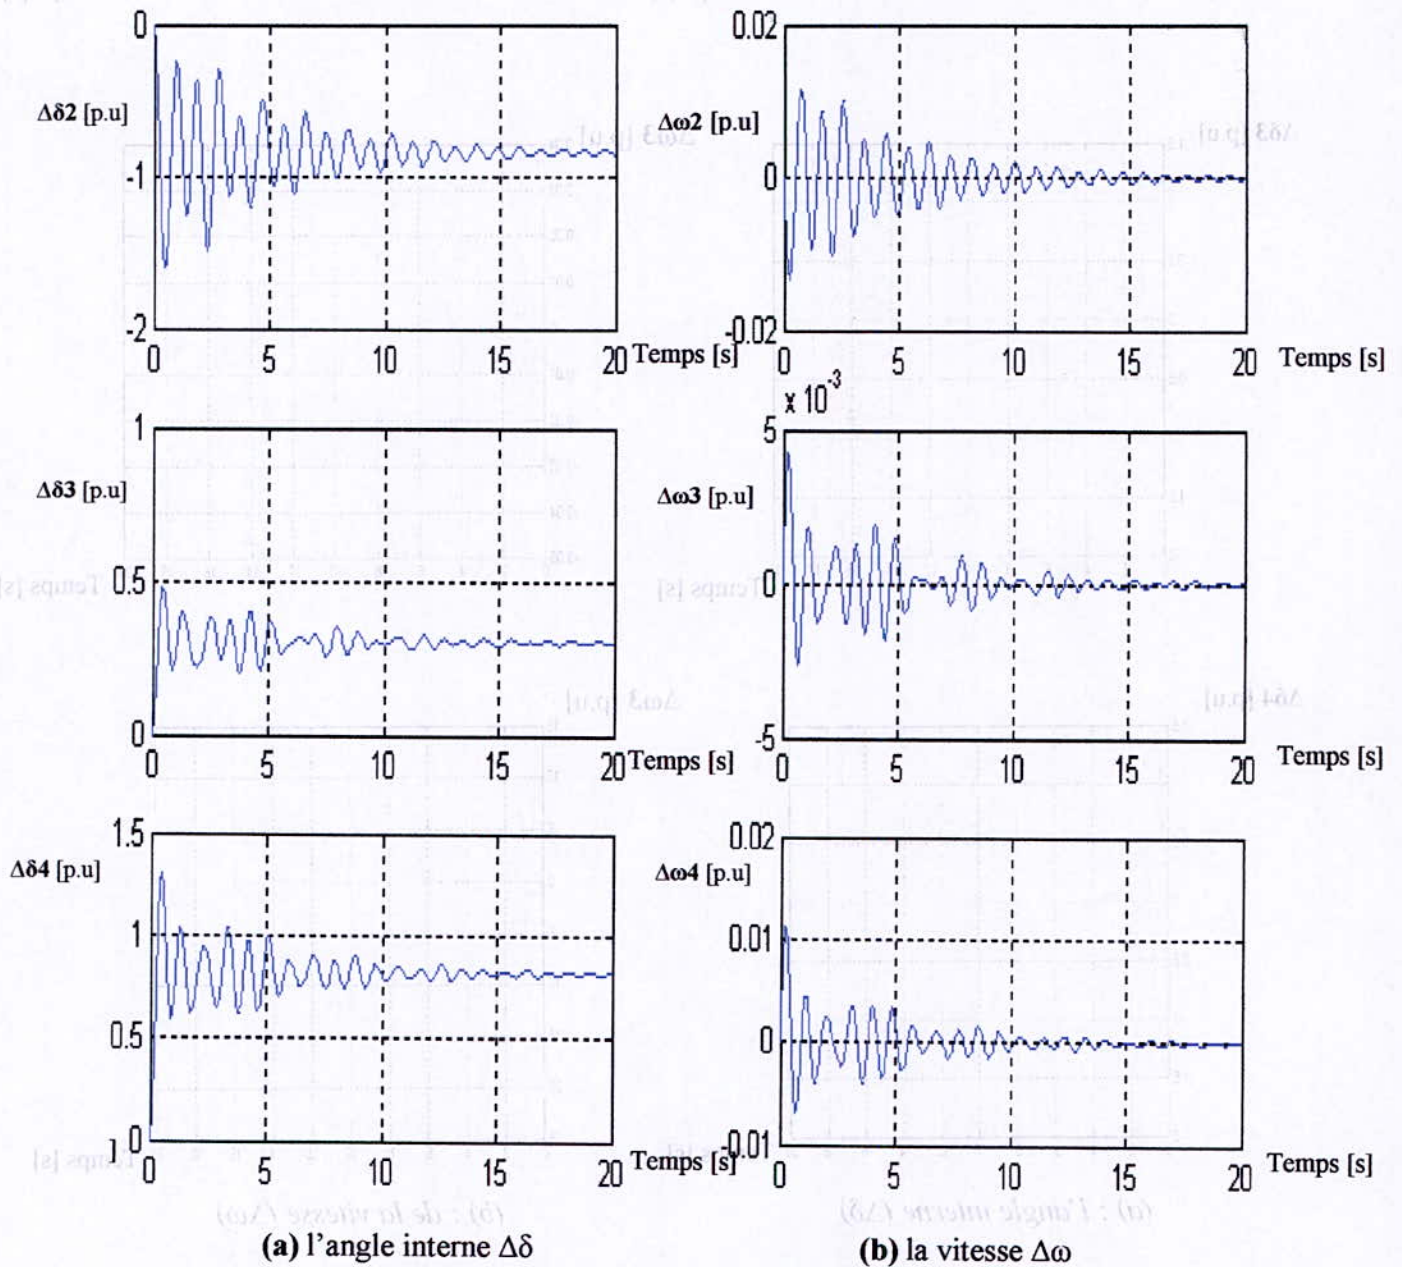 0
Δδ2 [p.u]
-1
-2
0 5 10 15 20
Temps [s]
0.02
Δω2 [p.u]
0
-0.02
0 5 10 15 20
Temps [s]
1
Δδ3 [p.u]
0.5
0
0 5 10 15 20
Temps [s]
x 10-3
5
Δω3 [p.u]
0
-5
0 5 10 15 20
Temps [s]
1.5
Δδ4 [p.u]
1
0.5
0
0 5 10 15 20
Temps [s]
0.02
Δω4 [p.u]
0.01
0
-0.01
0 5 10 15 20
Temps [s]
(a) l'angle interne Δδ
(b) la vitesse Δω